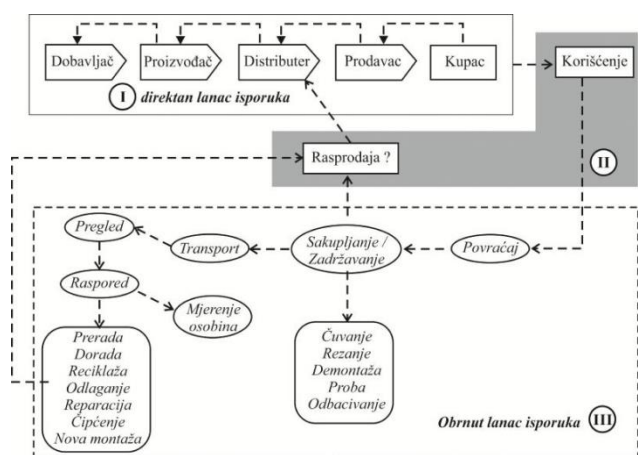 Dobavljač
Proizvođač
Distributer
Prodavac
Kupac
Korišćenje
I
direktan lanac isporuka
II
Rasprodaja ?
Pregled
Transport
Sakupljanje /
Zadržavanje
Povraćaj
Raspored
Mjerenje
osobina
Prerada
Dorada
Reciklaža
Odlaganje
Reparacija
Čipćenje
Nova montaža
Čuvanje
Rezanje
Demontaža
Proba
Odbacivanje
Obrnut lanac isporuka
III